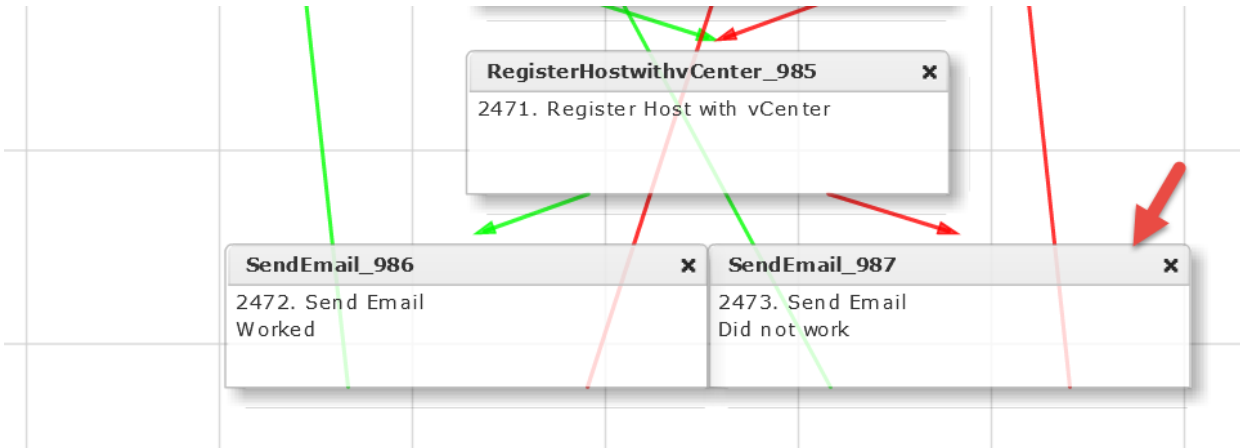 RegisterHostwithvCenter_985
2471. Register Host with vCenter
SendEmail_986
2472. Send Email
Worked
SendEmail_987
2473. Send Email
Did not work